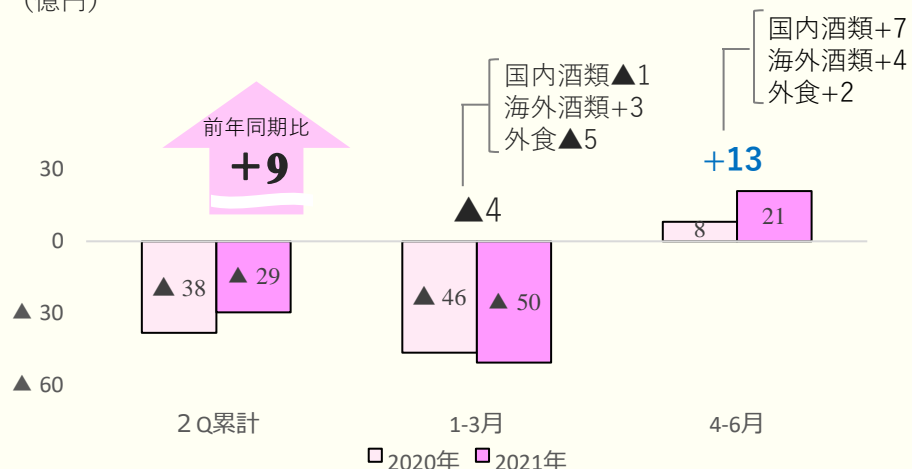 （億円）
国内酒類+7
海外酒類+4
外食+2
国内酒類▲1
海外酒類+3
外食▲5
前年同期比
+9
+13
▲4
30
0
▲ 30
▲ 60
▲ 38
▲ 29
▲ 46
▲ 50
8
21
２Q累計
1-3月
4-6月
2020年
2021年